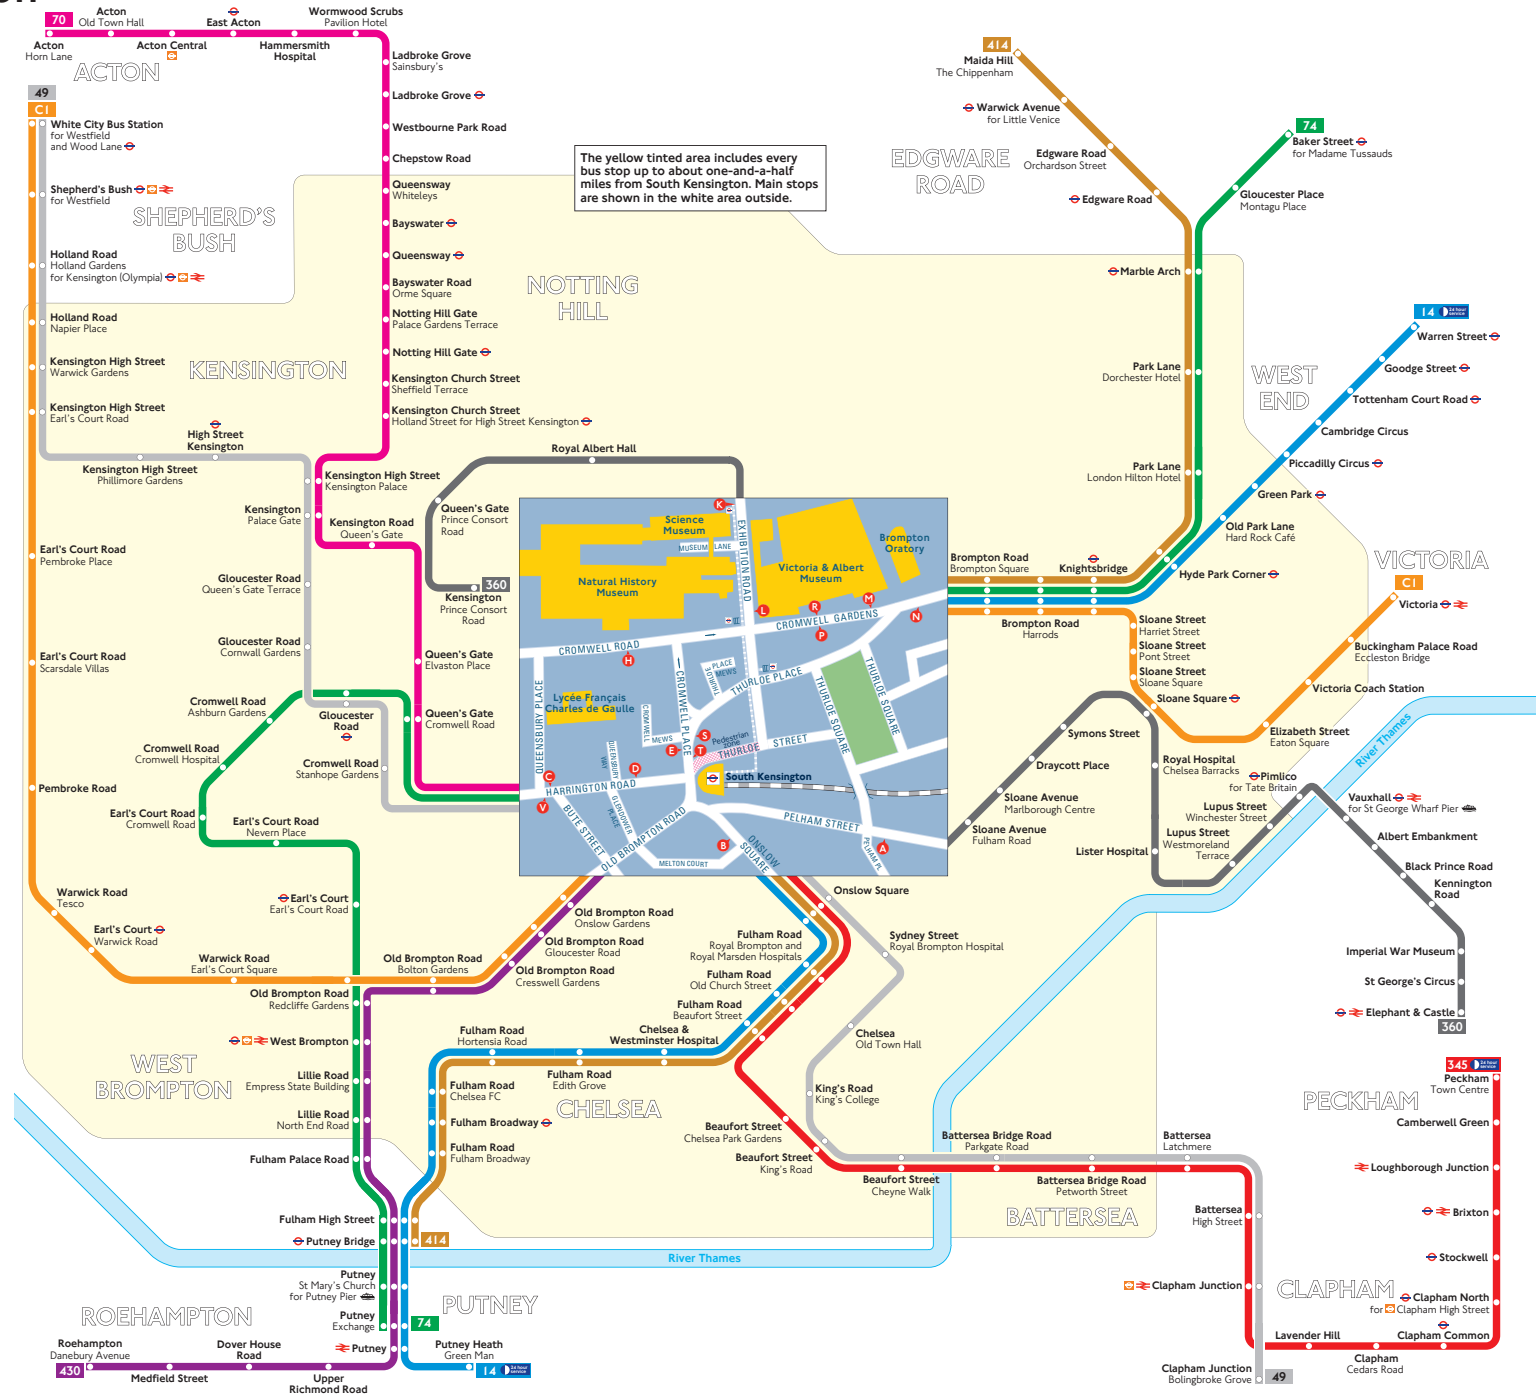 70
Acton
Old Town Hall
East Acton
Wormwood Scrubs
Pavilion Hotel
Acton
Horn Lane
Acton Central
Hammersmith
Hospital
ACTON
Ladbroke Grove
Sainsbury's
Ladbroke Grove
Westbourne Park Road
Chepstow Road
Queensway
Whiteleys
Bayswater
Queensway
Bayswater Road
Orme Square
Notting Hill Gate
Palace Gardens Terrace
Notting Hill Gate
Kensington Church Street
Sheffield Terrace
Kensington Church Street
Holland Street for High Street Kensington
49
C1
White City Bus Station
for Westfield
and Wood Lane
Shepherd's Bush
for Westfield
SHEPHERD'S
BUSH
Holland Road
Holland Gardens
for Kensington (Olympia)
Holland Road
Napier Place
Kensington High Street
Warwick Gardens
Kensington High Street
Earl's Court Road
KENSINGTON
High Street
Kensington
Kensington High Street
Phillimore Gardens
The yellow tinted area includes every
bus stop up to about one-and-a-half
miles from South Kensington. Main stops
are shown in the white area outside.
NOTTING
HILL
414
Maida Hill
The Chippenham
Warwick Avenue
for Little Venice
Edgware Road
Orchardson Street
Edgware Road
EDGWARE
ROAD
74
Baker Street
for Madame Tussauds
Gloucester Place
Montagu Place
Marble Arch
Park Lane
Dorchester Hotel
Park Lane
London Hilton Hotel
14 24 hour service
Warren Street
Goodge Street
Tottenham Court Road
Cambridge Circus
Piccadilly Circus
Green Park
Old Park Lane
Hard Rock Café
Hyde Park Corner
WEST
END
VICTORIA
C1
Victoria
Buckingham Palace Road
Eccleston Bridge
Victoria Coach Station
Elizabeth Street
Eaton Square
Kensington High Street
Kensington Palace
Kensington
Palace Gate
Kensington Road
Queen's Gate
Royal Albert Hall
Queen's Gate
Prince Consort
Road
360
Kensington
Prince Consort
Road
Earl's Court Road
Pembroke Place
Gloucester Road
Queen's Gate Terrace
Gloucester Road
Cornwall Gardens
Queen's Gate
Elvaston Place
Queen's Gate
Cromwell Road
Earl's Court Road
Scarsdale Villas
Cromwell Road
Ashburn Gardens
Gloucester
Road
Cromwell Road
Cromwell Hospital
Cromwell Road
Stanhope Gardens
Pembroke Road
Earl's Court Road
Cromwell Road
Earl's Court Road
Nevern Place
Science
Museum
MUSEUM LANE
EXHIBITION ROAD
Natural History
Museum
Victoria & Albert
Museum
Brompton
Oratory
K
L
R
M
N
P
H
CROMWELL GARDENS
CROMWELL ROAD
THURLOE PLACE
PLACE
MEWS
THURLOE
CROMWELL PLACE
CROMWELL
MEWS
THURLOE SQUARE
THURLOE SQUARE
THURLOE STREET
Pedestrian
zone
Lycée Français
Charles de Gaulle
QUEENSBURY PLACE
QUEENSBURY
WAY
S
E
T
D
C
V
B
A
South Kensington
HARRINGTON ROAD
BUTE STREET
GLENDOWER
PLACE
OLD BROMPTON ROAD
MELTON COURT
ONSLOW
SQUARE
PELHAM STREET
PELHAM PL
Brompton Road
Brompton Square
Knightsbridge
Brompton Road
Harrods
Sloane Street
Harriet Street
Sloane Street
Pont Street
Sloane Street
Sloane Square
Sloane Square
Symons Street
Draycott Place
Sloane Avenue
Marlborough Centre
Sloane Avenue
Fulham Road
Royal Hospital
Chelsea Barracks
Lister Hospital
Lupus Street
Westmoreland
Terrace
Lupus Street
Winchester Street
Pimlico
for Tate Britain
River Thames
Vauxhall
for St George Wharf Pier
Albert Embankment
Black Prince Road
Kennington
Road
Imperial War Museum
St George's Circus
Elephant & Castle
360
Warwick Road
Tesco
Earl's Court
Warwick Road
Earl's Court
Earl's Court Road
Warwick Road
Earl's Court Square
Old Brompton Road
Bolton Gardens
Old Brompton Road
Onslow Gardens
Old Brompton Road
Gloucester Road
Old Brompton Road
Cresswell Gardens
Old Brompton Road
Redcliffe Gardens
West Brompton
WEST
BROMPTON
Lillie Road
Empress State Building
Lillie Road
North End Road
Fulham Palace Road
Fulham Road
Royal Brompton and
Royal Marsden Hospitals
Fulham Road
Old Church Street
Fulham Road
Beaufort Street
Chelsea &
Westminster Hospital
Fulham Road
Hortensia Road
Fulham Road
Edith Grove
Fulham Road
Chelsea FC
Fulham Broadway
Fulham Road
Fulham Broadway
CHELSEA
Onslow Square
Sydney Street
Royal Brompton Hospital
Chelsea
Old Town Hall
King's Road
King's College
Beaufort Street
Chelsea Park Gardens
Beaufort Street
King's Road
Beaufort Street
Cheyne Walk
Battersea Bridge Road
Parkgate Road
Battersea Bridge Road
Petworth Street
Battersea
Latchmere
BATTERSEA
Battersea
High Street
Clapham Junction
Clapham Junction
Bolingbroke Grove
49
Lavender Hill
Clapham
Cedars Road
Clapham Common
CLAPHAM
Clapham North
for Clapham High Street
Stockwell
Brixton
Loughborough Junction
Camberwell Green
PECKHAM
345 24 hour service
Peckham
Town Centre
Fulham High Street
Putney Bridge
414
River Thames
Putney
St Mary's Church
for Putney Pier
Putney
Exchange
74
Putney
PUTNEY
Putney Heath
Green Man
14 24 hour service
ROEHAMPTON
Roehampton
Danebury Avenue
430
Medfield Street
Dover House
Road
Upper
Richmond Road